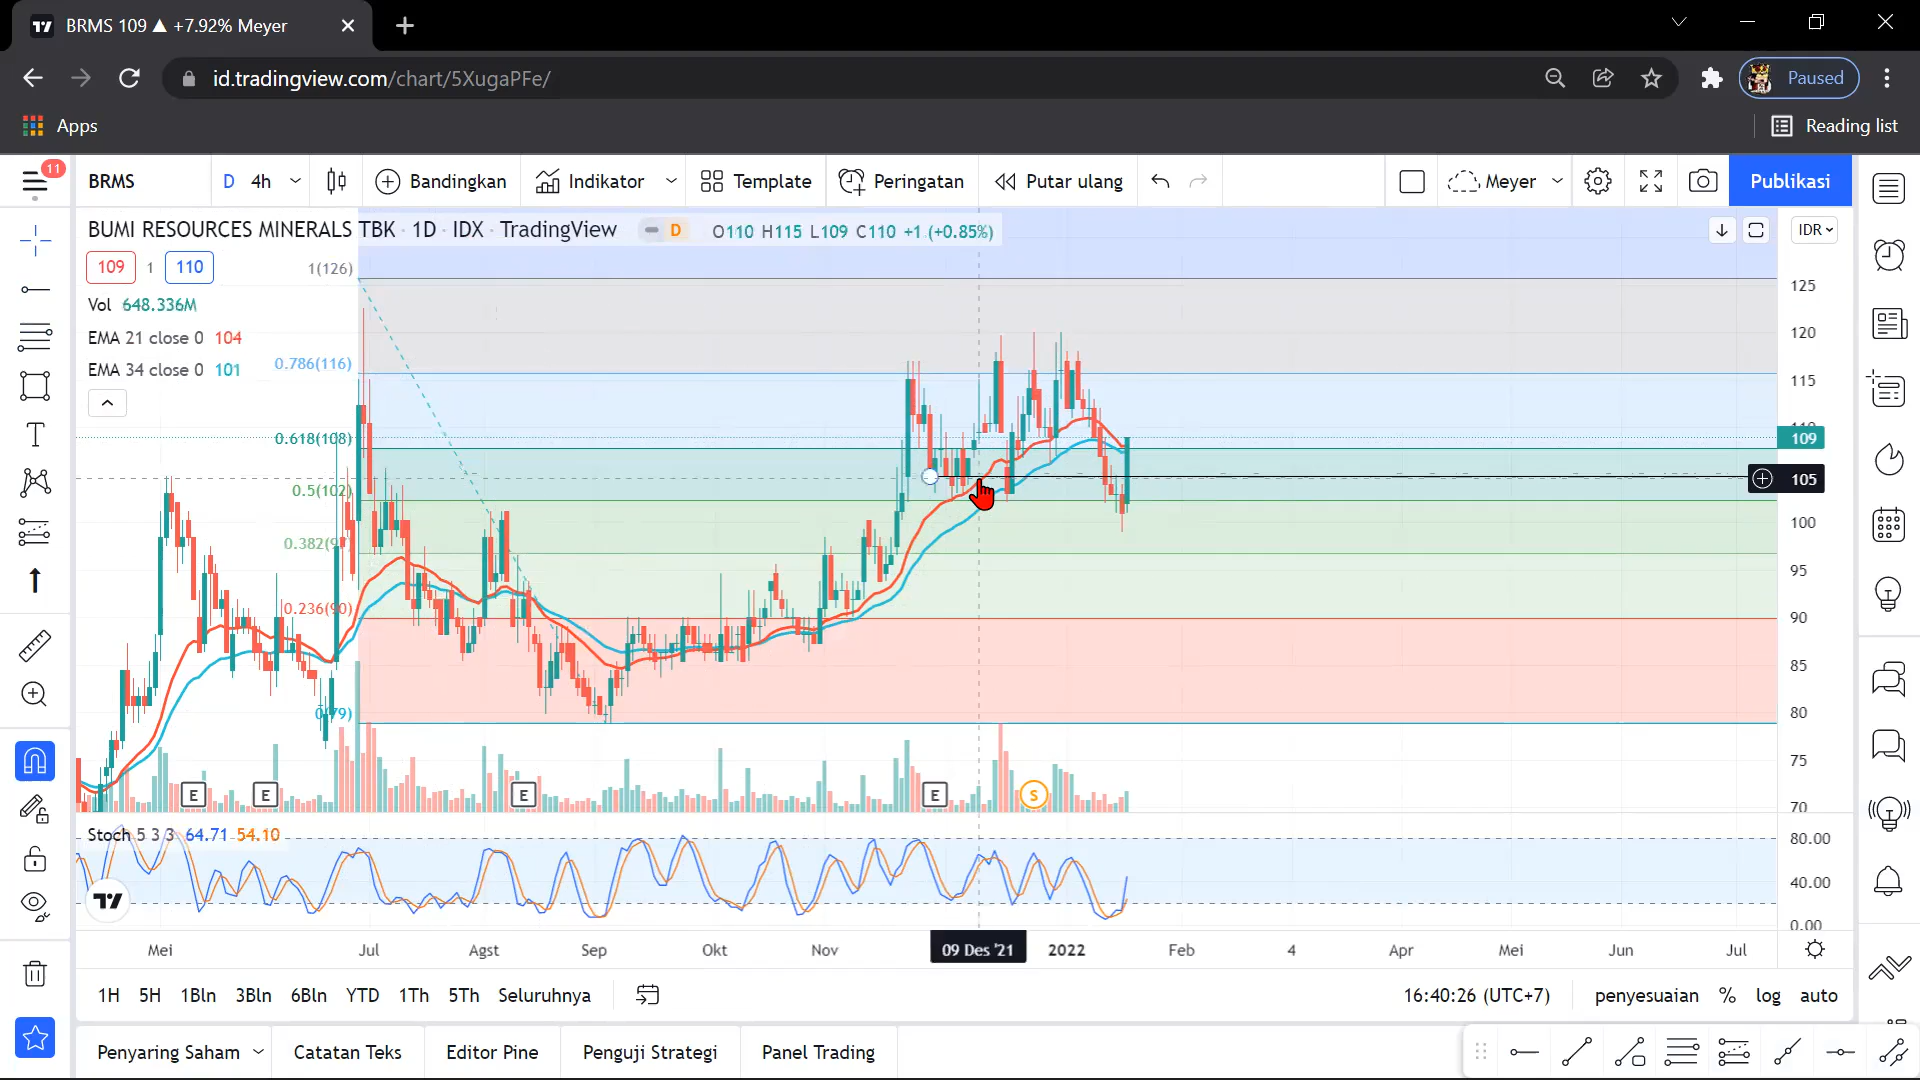 BRMS 109 ▲ +7.92% Meyer
id.tradingview.com/chart/5XugaPFe/
Paused
Apps
Reading list
11
BRMS
D
4h
Bandingkan
Indikator
Template
Peringatan
Putar ulang
Meyer
Publikasi
BUMI RESOURCES MINERALS TBK · 1D · IDX · TradingView
D
O110 H115 L109 C110 +1 (+0.85%)
IDR
109
1
110
Vol 648.336M
EMA 21 close 0 104
EMA 34 close 0 101
1(126)
0.786(116)
0.618(108)
0.5(102)
0.236(90)
0(79)
125
120
115
109
105
100
95
90
85
80
75
70
E
E
E
E
S
Stoch 5 3 3 64.71 54.10
80.00
40.00
0.00
Mei
Jul
Agst
Sep
Okt
Nov
09 Des '21
2022
Feb
4
Apr
Mei
Jun
Jul
1H
5H
1Bln
3Bln
6Bln
YTD
1Th
5Th
Seluruhnya
16:40:26 (UTC+7)
penyesuaian
%
log
auto
Penyaring Saham
Catatan Teks
Editor Pine
Penguji Strategi
Panel Trading